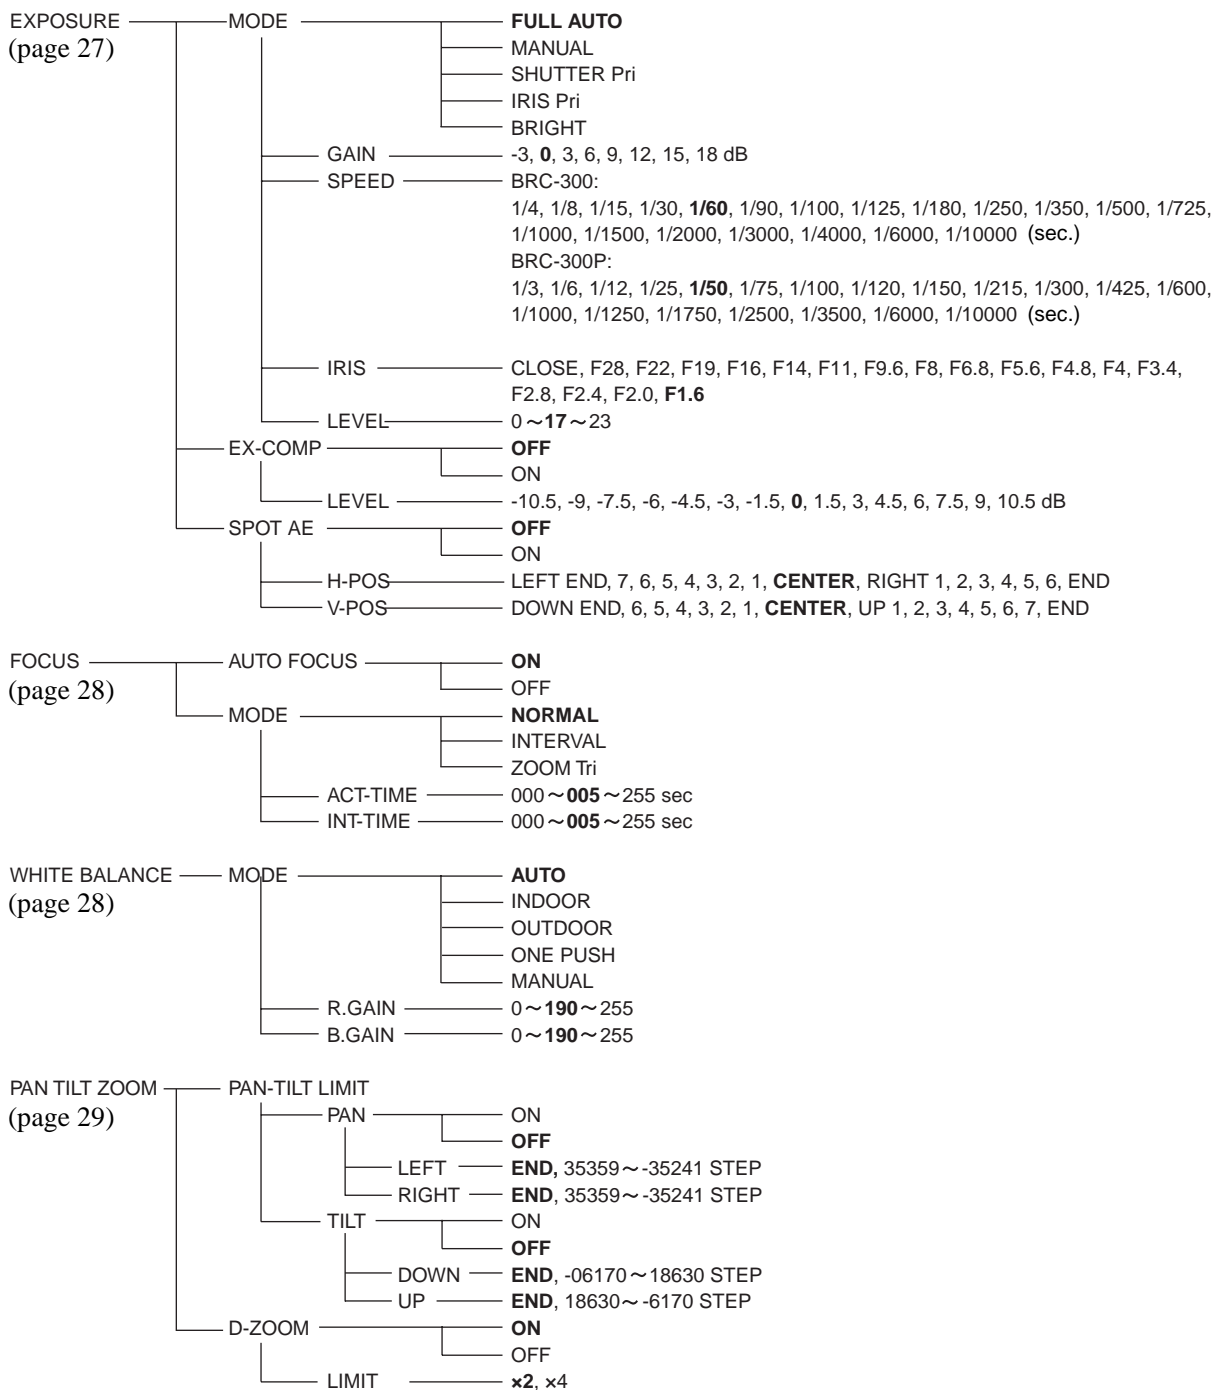 EXPOSURE MODE FULL AUTO
(page 27) MANUAL
SHUTTER Pri
IRIS Pri
BRIGHT
GAIN -3, 0, 3, 6, 9, 12, 15, 18 dB
SPEED BRC-300:
1/4, 1/8, 1/15, 1/30, 1/60, 1/90, 1/100, 1/125, 1/180, 1/250, 1/350, 1/500, 1/725,
1/1000, 1/1500, 1/2000, 1/3000, 1/4000, 1/6000, 1/10000 (sec.)
BRC-300P:
1/3, 1/6, 1/12, 1/25, 1/50, 1/75, 1/100, 1/120, 1/150, 1/215, 1/300, 1/425, 1/600,
1/1000, 1/1250, 1/1750, 1/2500, 1/3500, 1/6000, 1/10000 (sec.)
IRIS CLOSE, F28, F22, F19, F16, F14, F11, F9.6, F8, F6.8, F5.6, F4.8, F4, F3.4,
F2.8, F2.4, F2.0, F1.6
LEVEL 0～17～23
EX-COMP OFF
ON
LEVEL -10.5, -9, -7.5, -6, -4.5, -3, -1.5, 0, 1.5, 3, 4.5, 6, 7.5, 9, 10.5 dB
SPOT AE OFF
ON
H-POS LEFT END, 7, 6, 5, 4, 3, 2, 1, CENTER, RIGHT 1, 2, 3, 4, 5, 6, END
V-POS DOWN END, 6, 5, 4, 3, 2, 1, CENTER, UP 1, 2, 3, 4, 5, 6, 7, END
FOCUS AUTO FOCUS ON
(page 28) OFF
MODE NORMAL
INTERVAL
ZOOM Tri
ACT-TIME 000～005～255 sec
INT-TIME 000～005～255 sec
WHITE BALANCE MODE AUTO
(page 28) INDOOR
OUTDOOR
ONE PUSH
MANUAL
R.GAIN 0～190～255
B.GAIN 0～190～255
PAN TILT ZOOM PAN-TILT LIMIT
(page 29) PAN ON
OFF
LEFT END, 35359～-35241 STEP
RIGHT END, 35359～-35241 STEP
TILT ON
OFF
DOWN END, -06170～18630 STEP
UP END, 18630～-6170 STEP
D-ZOOM ON
OFF
LIMIT ×2, ×4